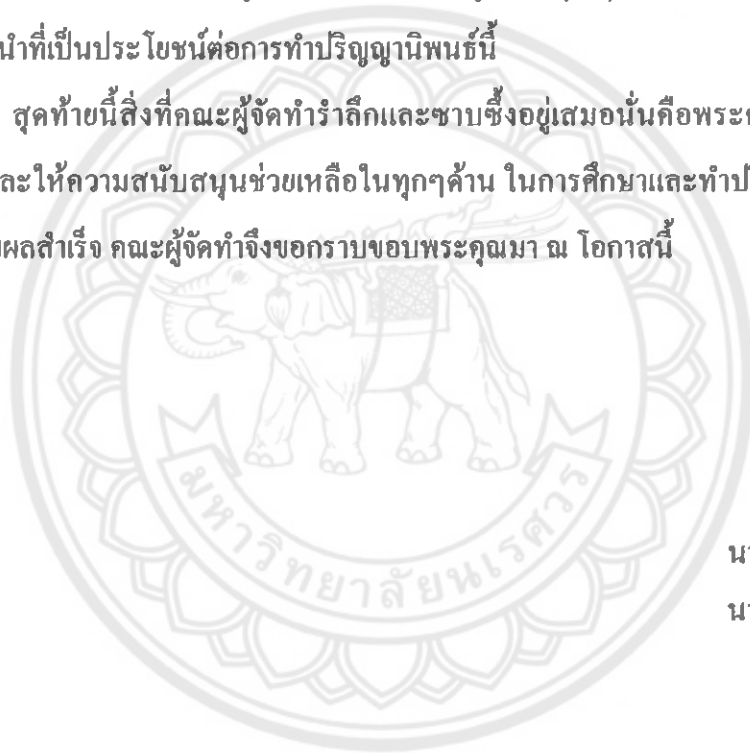 นำที่เป็นประโยชน์ต่อการทำปริญญานิพนธ์นี้
สุดท้ายนี้สิ่งที่คณะผู้จัดทำรำลึกและซาบซึ้งอยู่เสมอนั่นคือพระ
ละให้ความสนับสนุนช่วยเหลือในทุกๆด้าน ในการศึกษาและทำป
ผลสำเร็จ คณะผู้จัดทำจึงขอกราบขอบพระคุณมา ณ โอกาสนี้
มหาวิทยาลัยนเรศวร
นา
นา